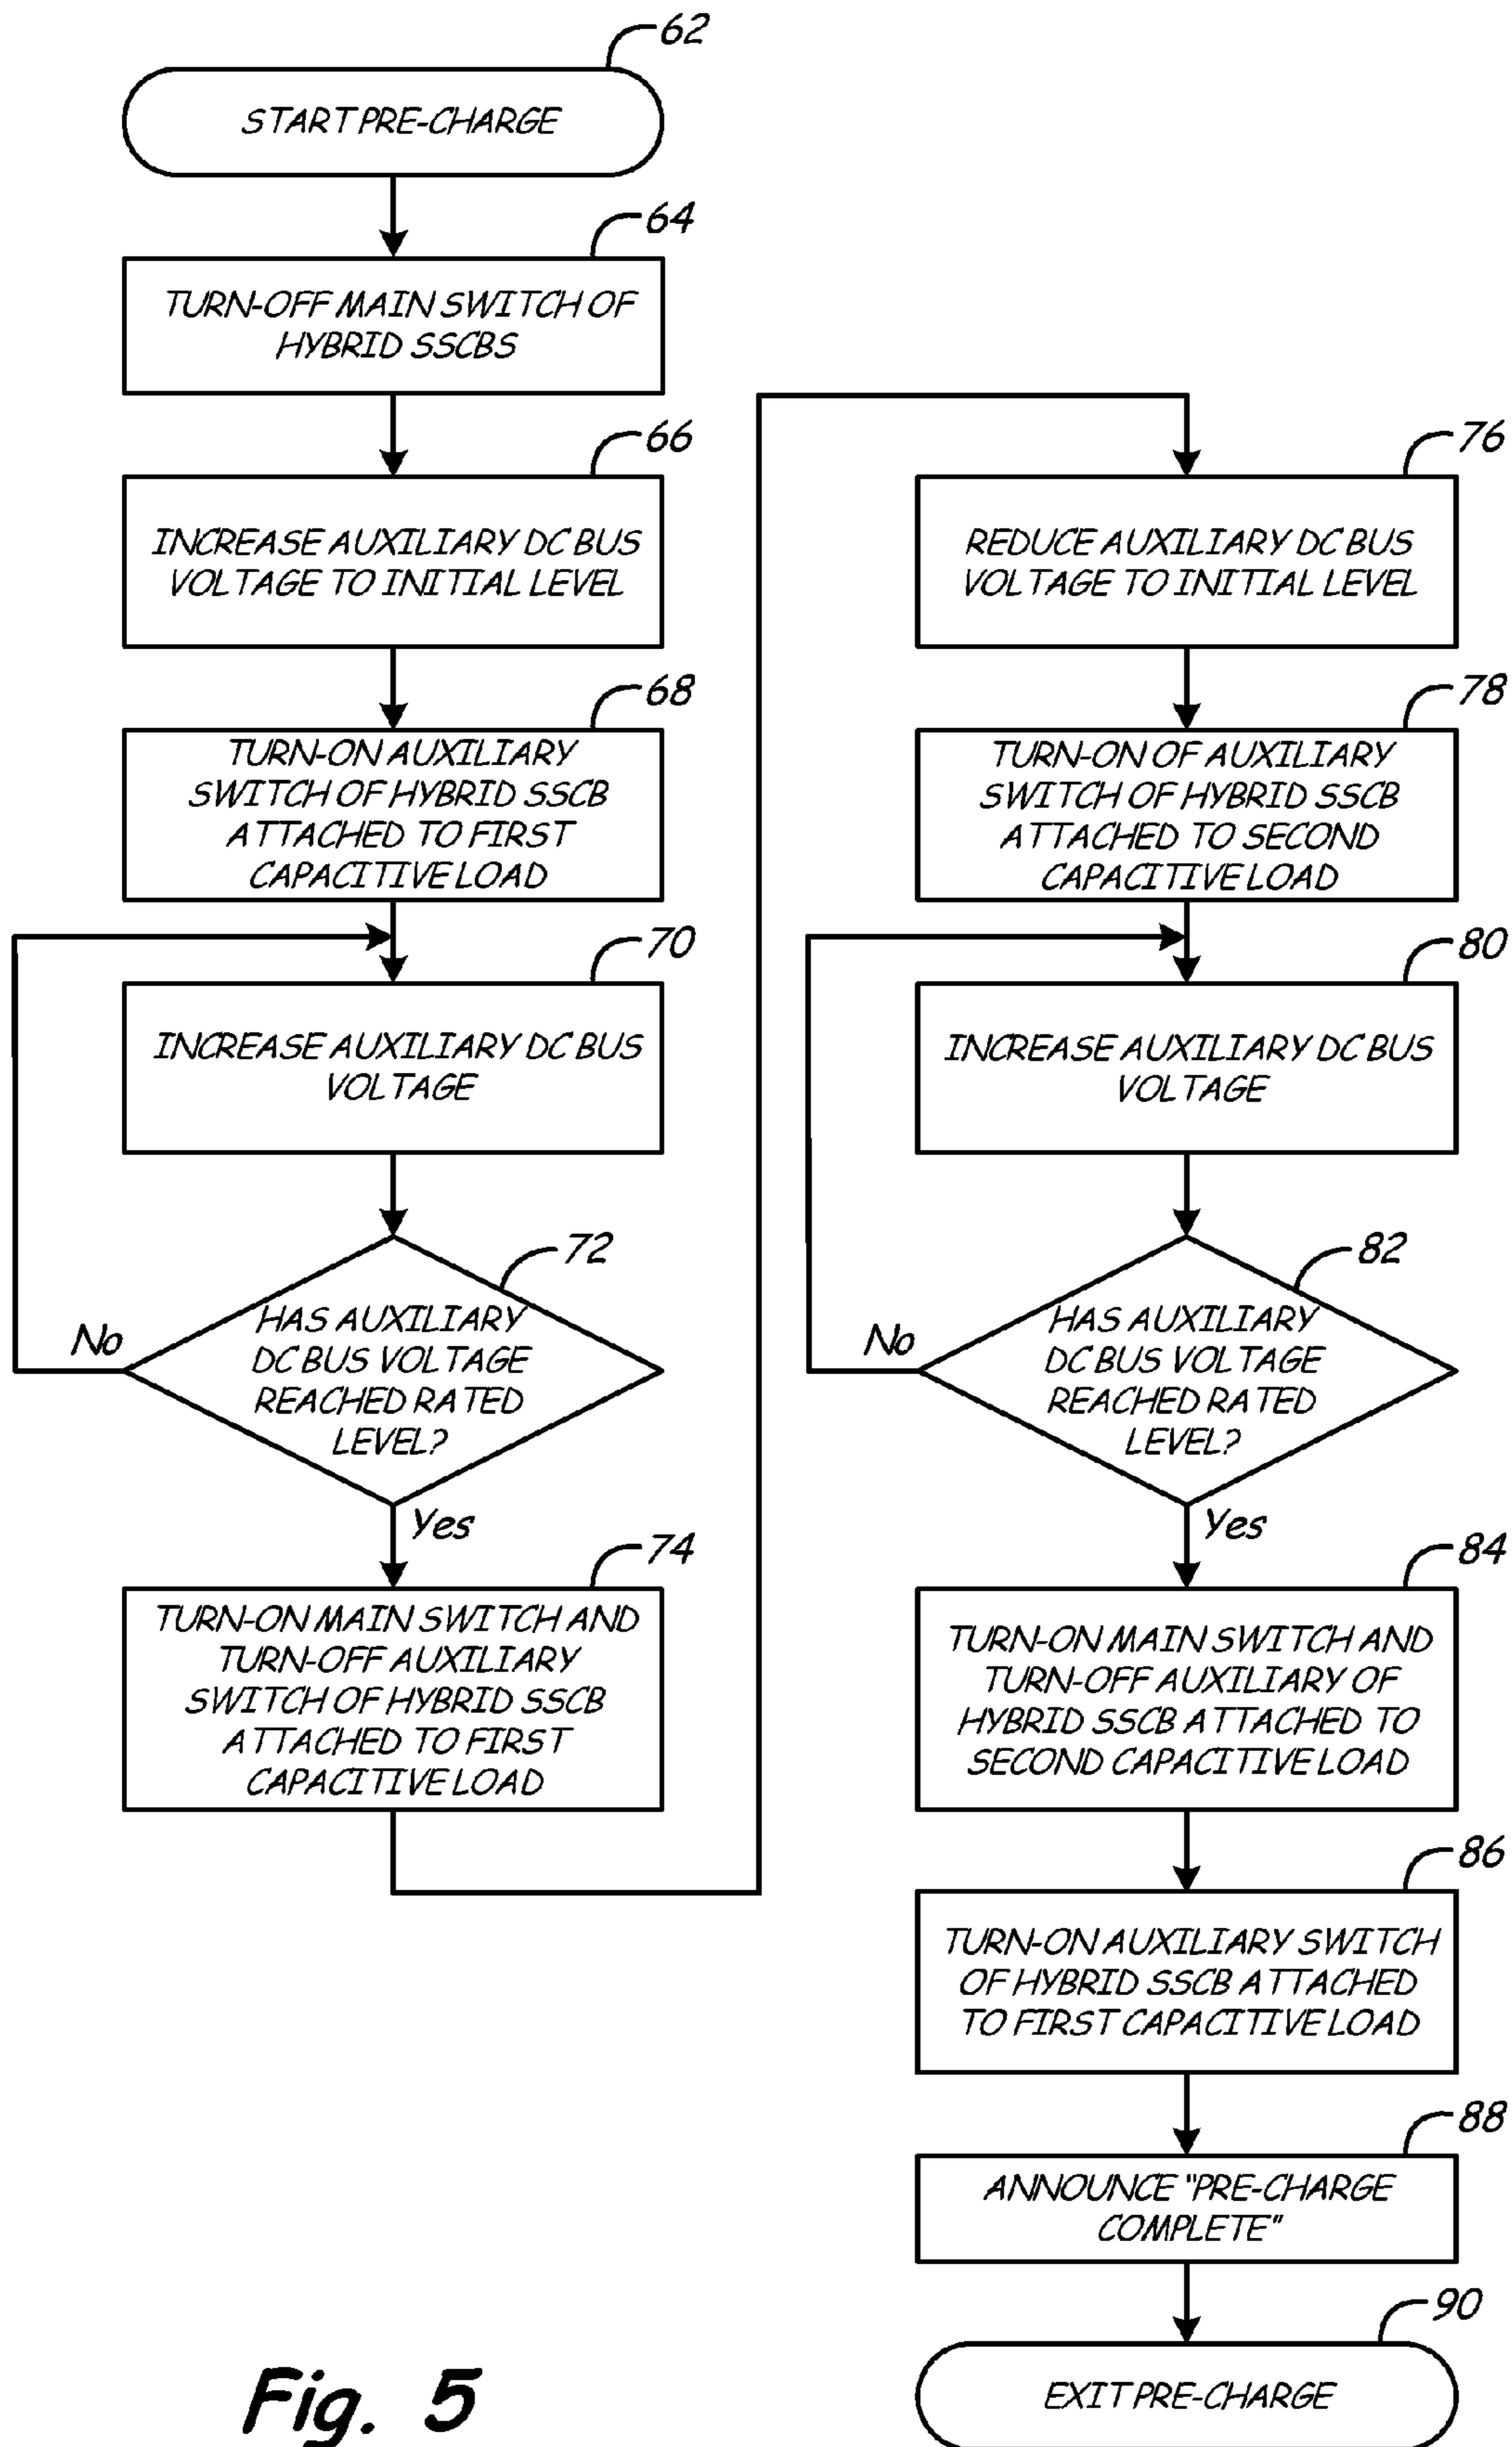 62
START PRE-CHARGE
64
TURN-OFF MAIN SWITCH OF
HYBRID SSCBS
66
INCREASE AUXILIARY DC BUS
VOLTAGE TO INITIAL LEVEL
68
TURN-ON AUXILIARY
SWITCH OF HYBRID SSCB
ATTACHED TO FIRST
CAPACITIVE LOAD
70
INCREASE AUXILIARY DC BUS
VOLTAGE
72
HAS AUXILIARY
DC BUS VOLTAGE
REACHED RATED
LEVEL?
No
Yes
74
TURN-ON MAIN SWITCH AND
TURN-OFF AUXILIARY
SWITCH OF HYBRID SSCB
ATTACHED TO FIRST
CAPACITIVE LOAD
76
REDUCE AUXILIARY DC BUS
VOLTAGE TO INITIAL LEVEL
78
TURN-ON OF AUXILIARY
SWITCH OF HYBRID SSCB
ATTACHED TO SECOND
CAPACITIVE LOAD
80
INCREASE AUXILIARY DC BUS
VOLTAGE
82
HAS AUXILIARY
DC BUS VOLTAGE
REACHED RATED
LEVEL?
No
Yes
84
TURN-ON MAIN SWITCH AND
TURN-OFF AUXILIARY OF
HYBRID SSCB ATTACHED TO
SECOND CAPACITIVE LOAD
86
TURN-ON AUXILIARY SWITCH
OF HYBRID SSCB ATTACHED
TO FIRST CAPACITIVE LOAD
88
ANNOUNCE "PRE-CHARGE
COMPLETE"
90
EXIT PRE-CHARGE
Fig. 5